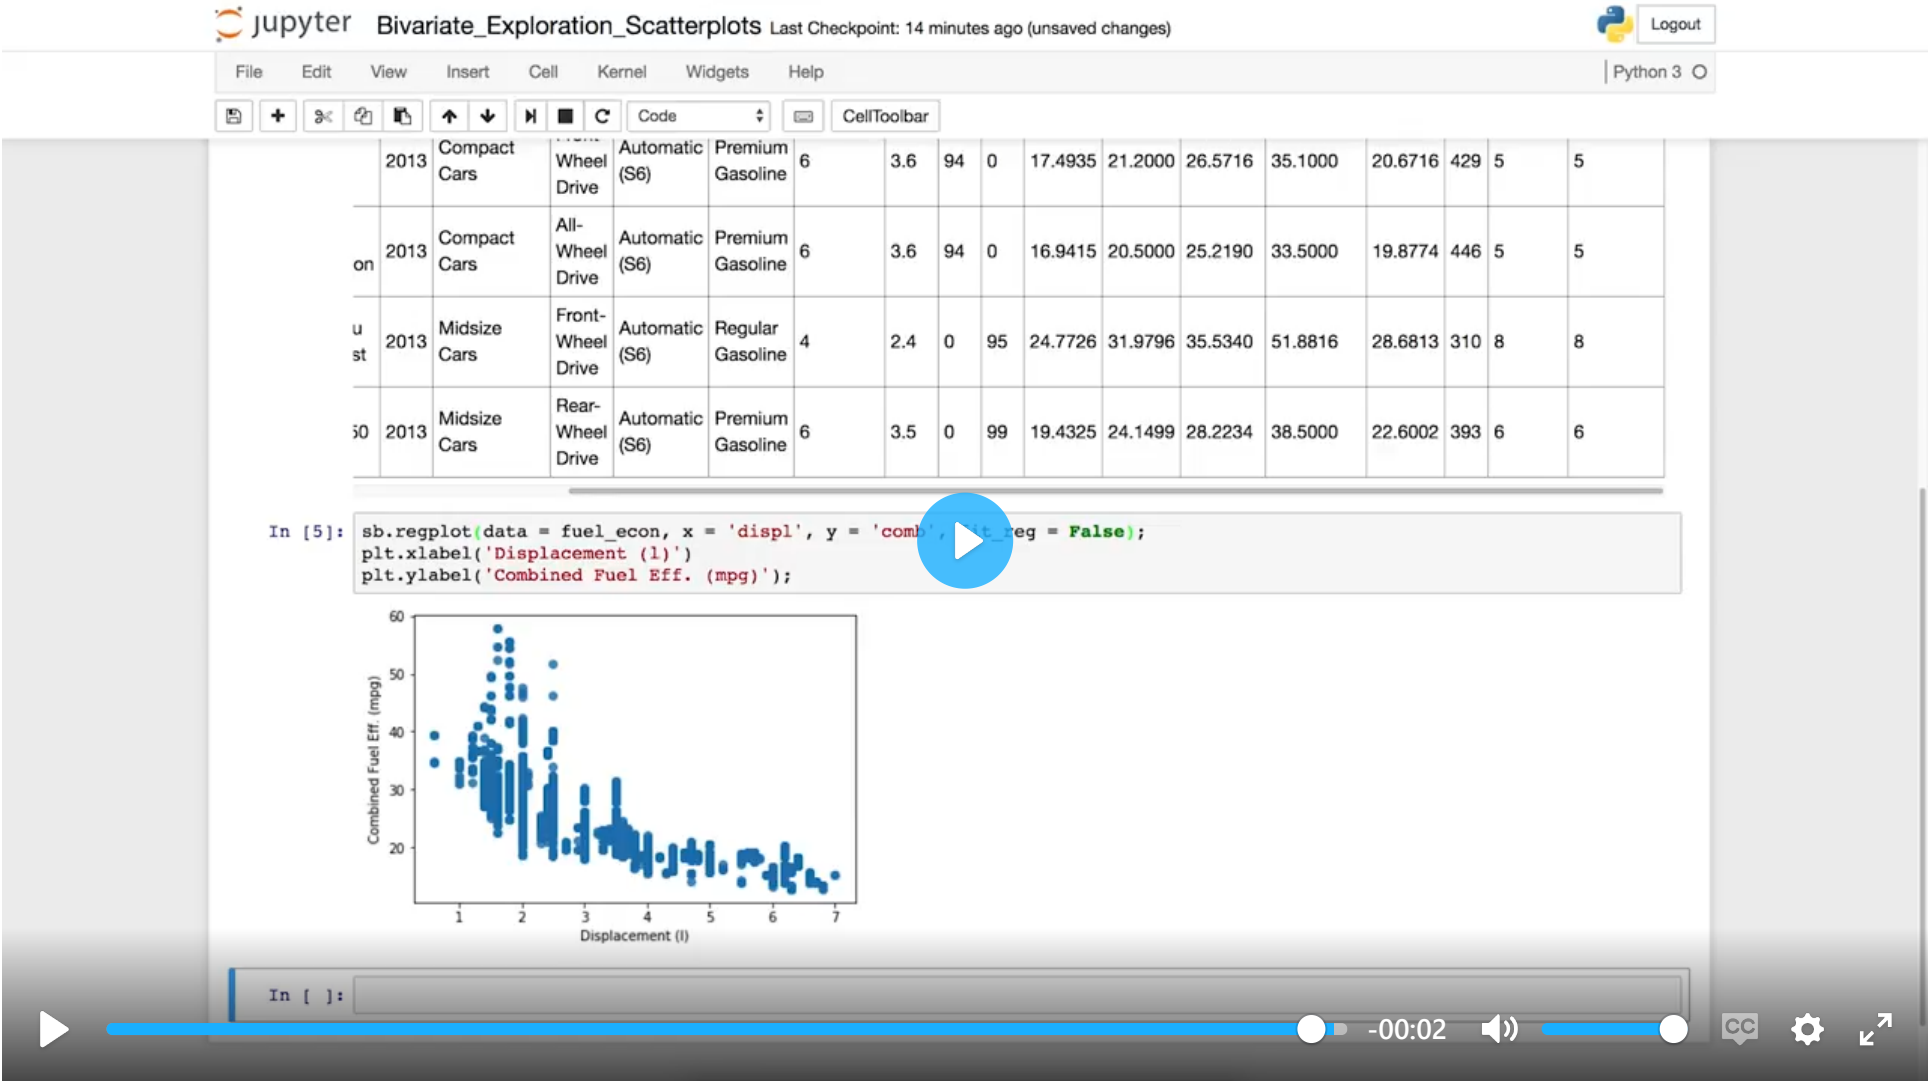 jupyter Bivariate_Exploration_Scatterplots Last Checkpoint: 14 minutes ago (unsaved changes) Logout
File Edit View Insert Cell Kernel Widgets Help Python 3
Code CellToolbar
2013 Compact Cars Wheel Drive Automatic (S6) Premium Gasoline 6 3.6 94 0 17.4935 21.2000 26.5716 35.1000 20.6716 429 5 5
on 2013 Compact Cars All-Wheel Drive Automatic (S6) Premium Gasoline 6 3.6 94 0 16.9415 20.5000 25.2190 33.5000 19.8774 446 5 5
u st 2013 Midsize Cars Front-Wheel Drive Automatic (S6) Regular Gasoline 4 2.4 0 95 24.7726 31.9796 35.5340 51.8816 28.6813 310 8 8
50 2013 Midsize Cars Rear-Wheel Drive Automatic (S6) Premium Gasoline 6 3.5 0 99 19.4325 24.1499 28.2234 38.5000 22.6002 393 6 6
In [5]: sb.regplot(data = fuel_econ, x = 'displ', y = 'comb', it_reg = False);
plt.xlabel('Displacement (l)')
plt.ylabel('Combined Fuel Eff. (mpg)');
60
50
40
30
20
Combined Fuel Eff. (mpg)
1 2 3 4 5 6 7
Displacement (l)
In [ ]:
-00:02 CC